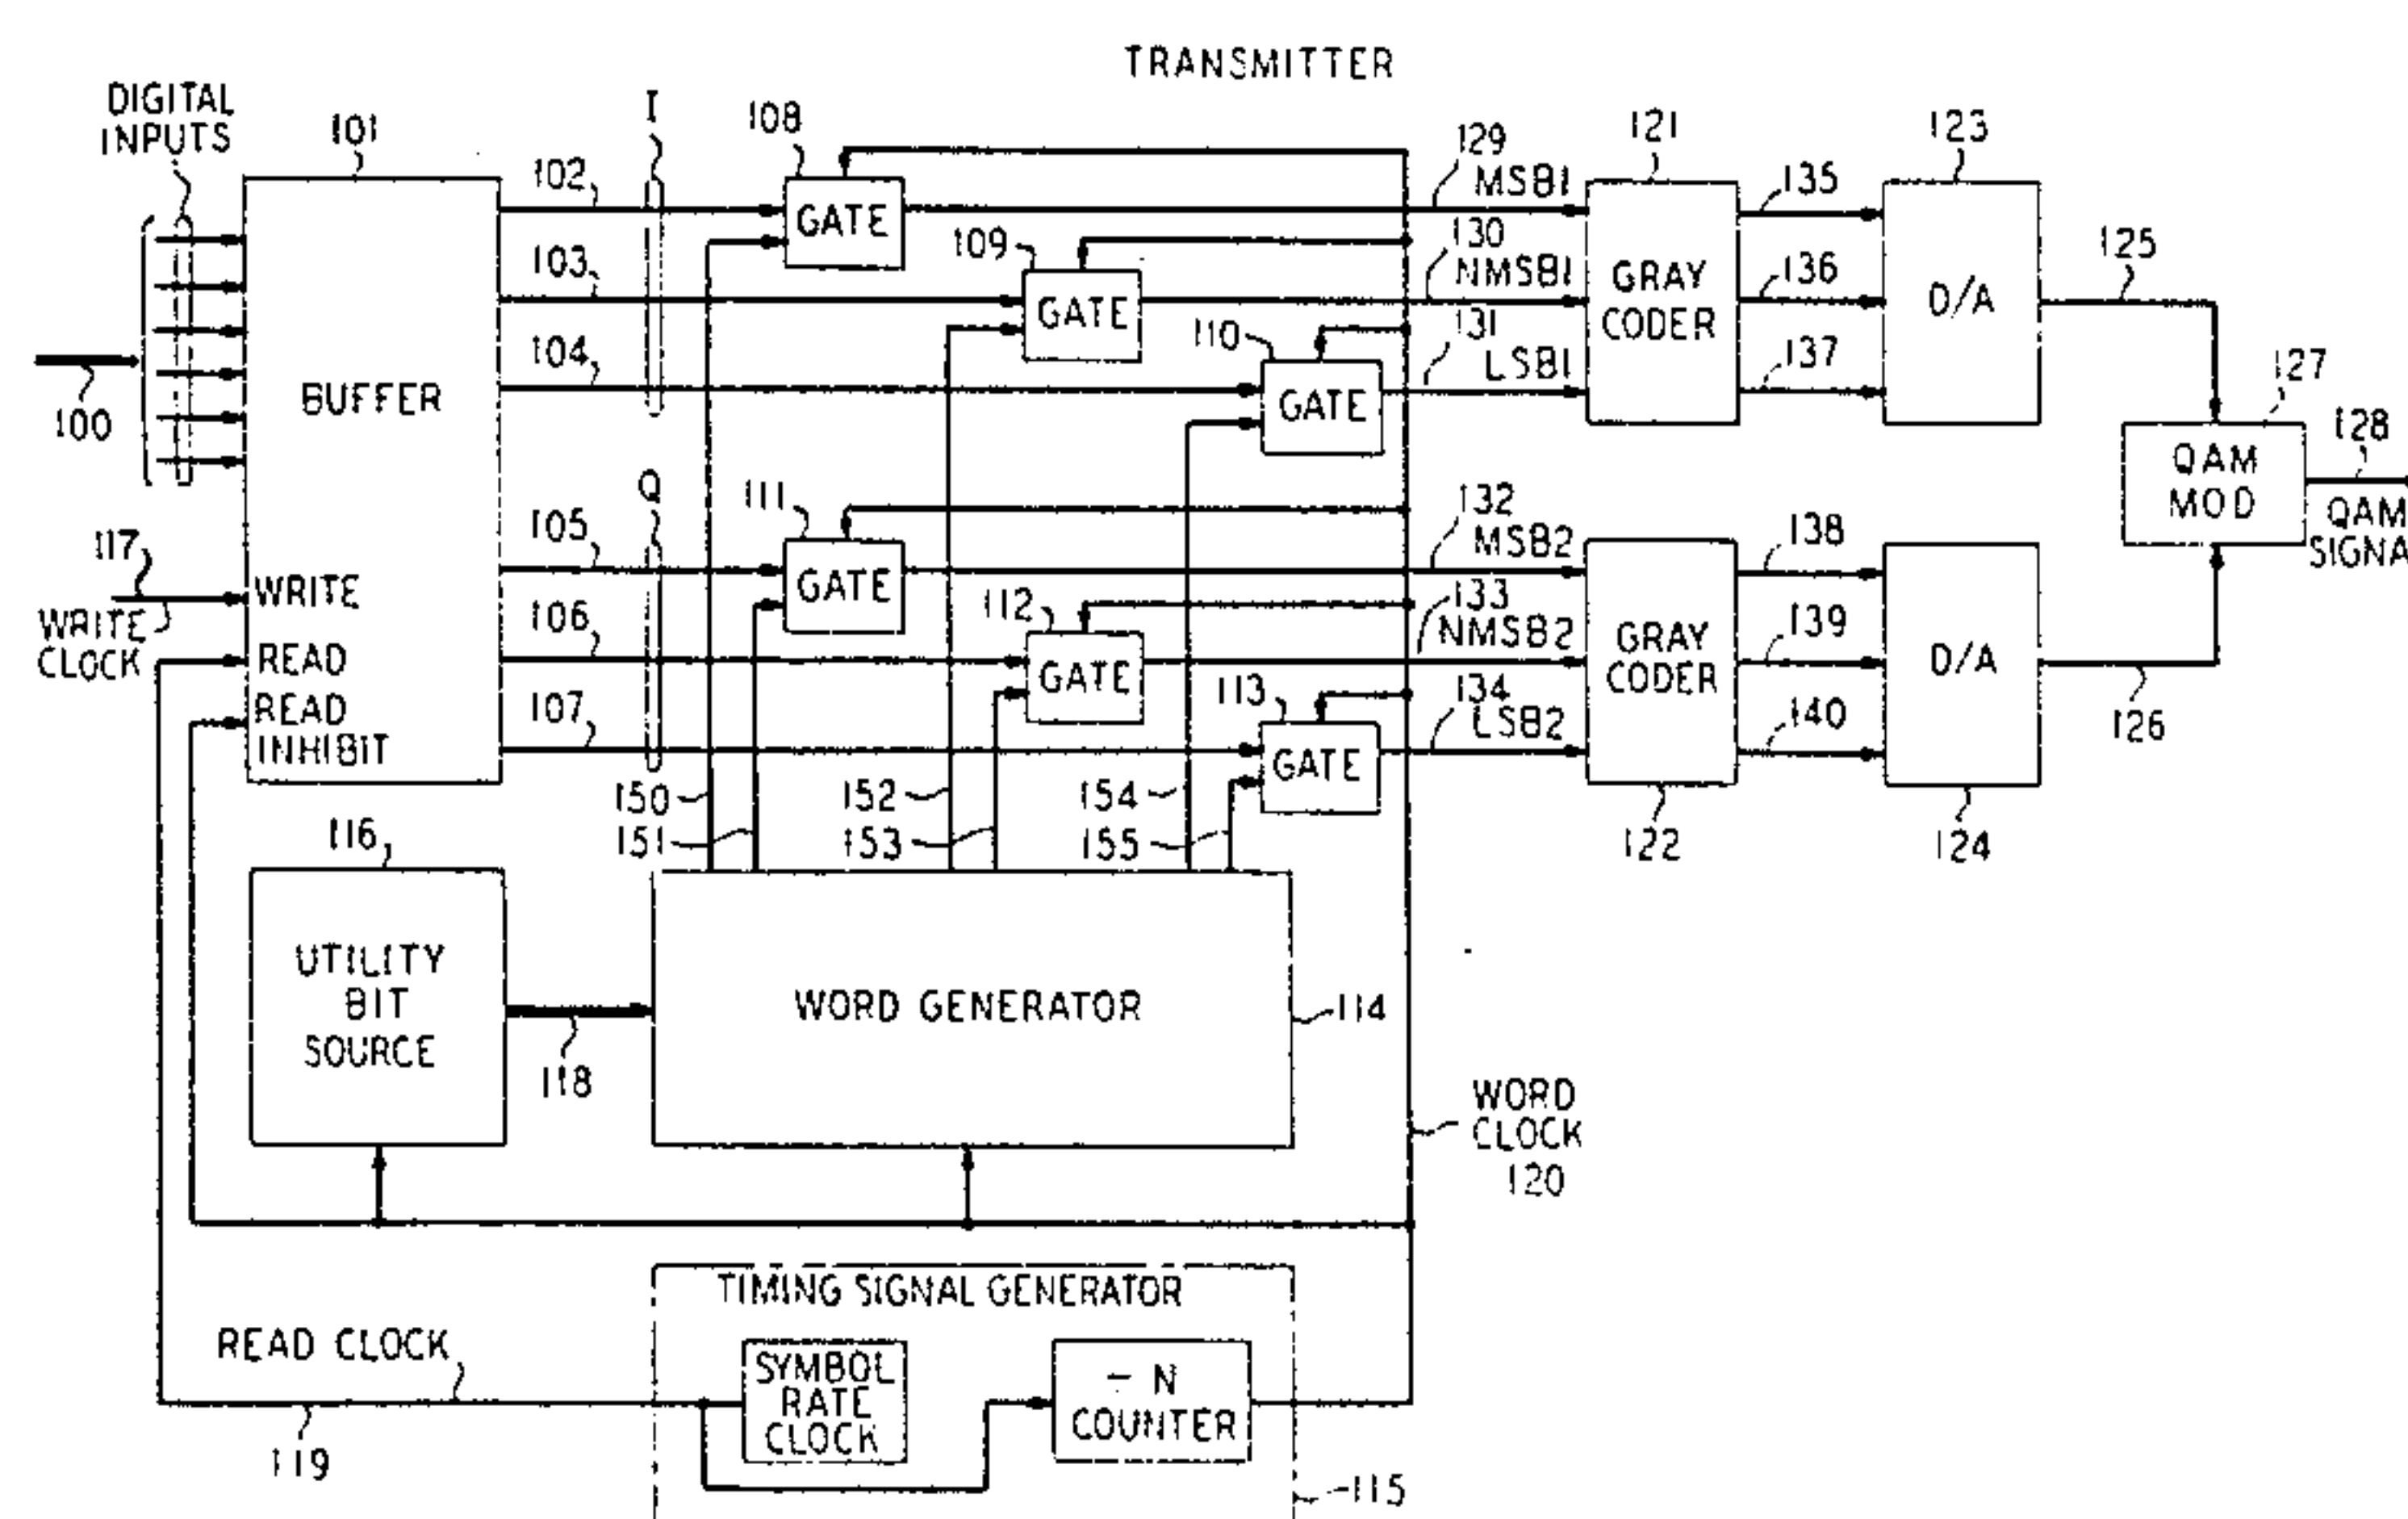 TRANSMITTER
DIGITAL
INPUTS
101
I
108
129
MSB1
121
123
102
GATE
135
109
130
NMSB1
125
103
GATE
GRAY
CODER
136
D/A
110
131
LSB1
104
GATE
137
127
100
BUFFER
128
QAM
MOD
QAM
SIGNA
Q
111
132
MSB2
138
117
105
GATE
WRITE
CLOCK
WRITE
112
133
NMSB2
106
GATE
GRAY
CODER
139
D/A
READ
113
134
LSB2
READ
INHIBIT
107
GATE
140
126
150
152
154
151
153
155
122
124
116
UTILITY
BIT
SOURCE
118
WORD GENERATOR
114
WORD
CLOCK
120
TIMING SIGNAL GENERATOR
READ CLOCK
SYMBOL
RATE
CLOCK
- N
COUNTER
119
115